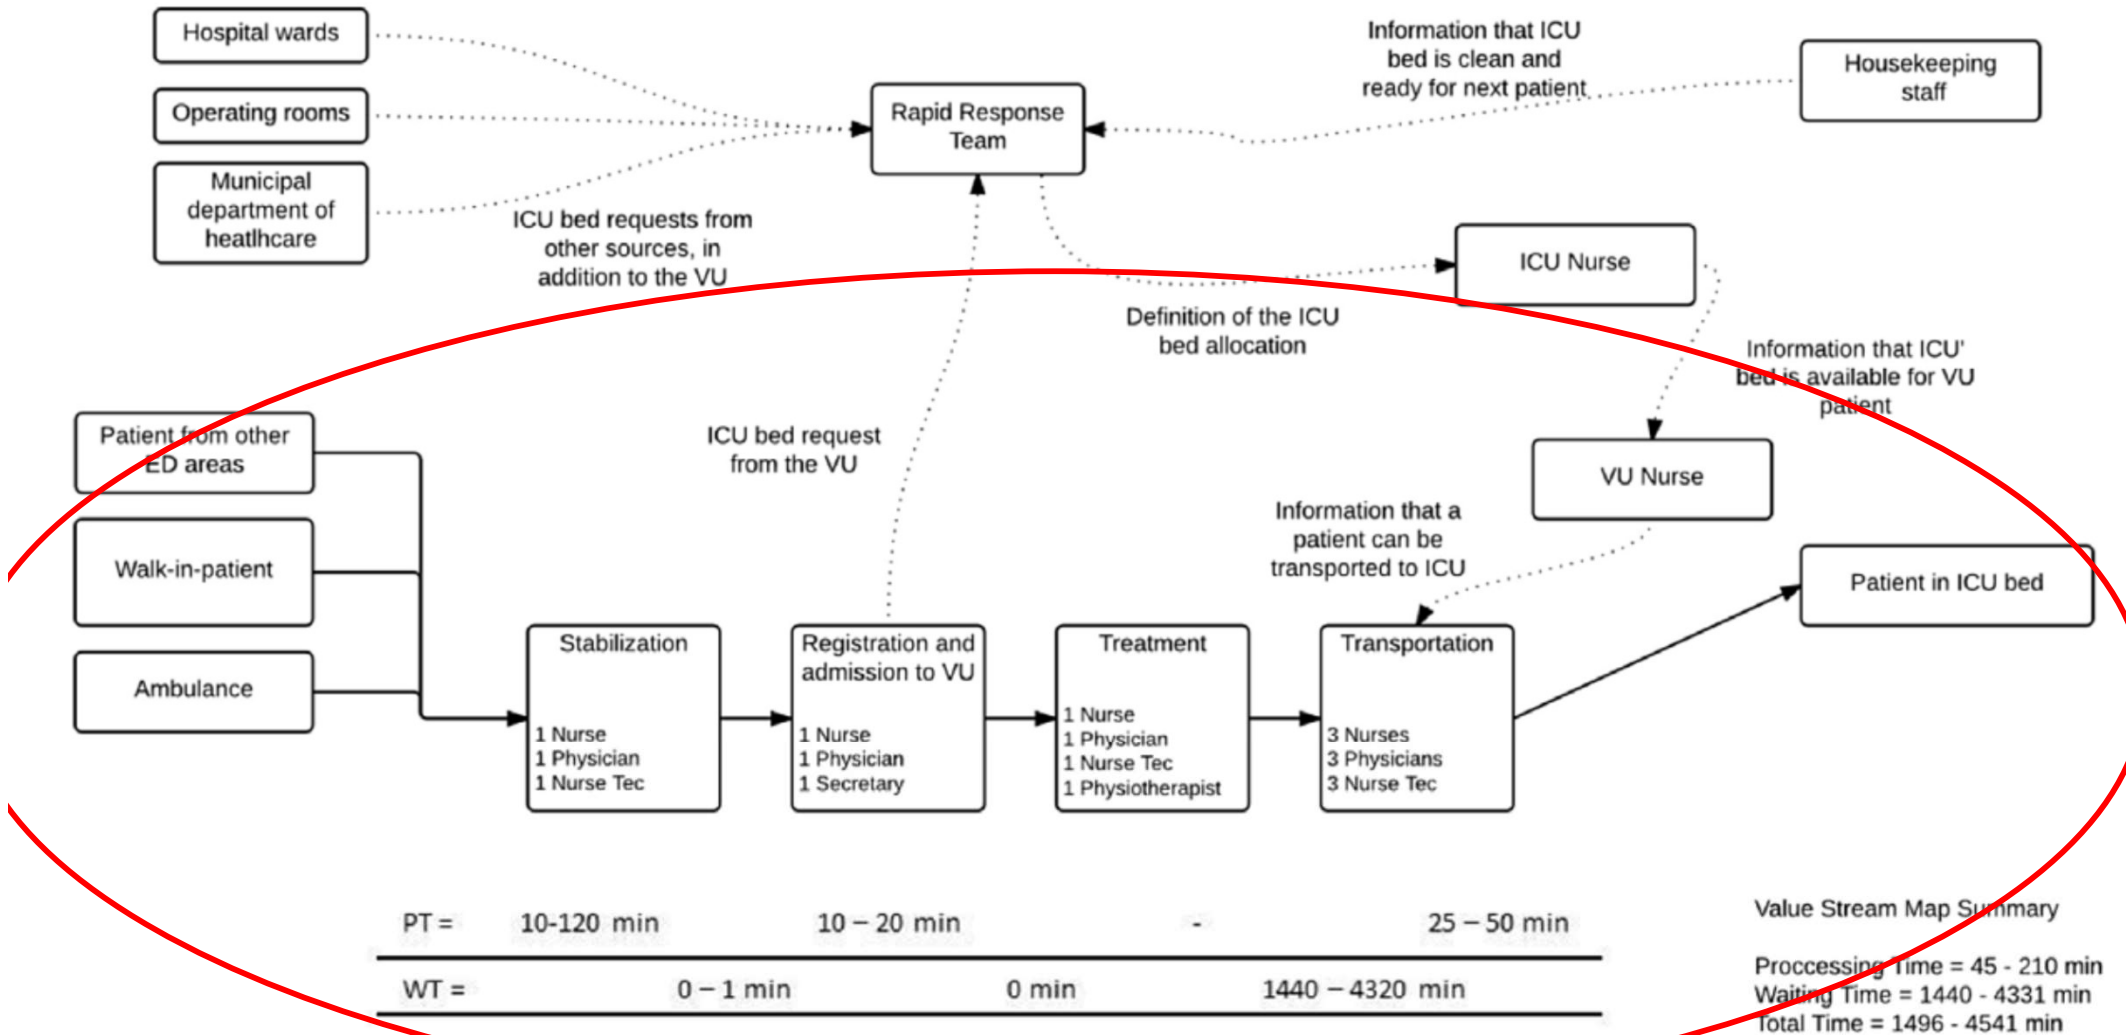 Hospital wards
Operating rooms
Municipal
department of
heatlhcare
ICU bed requests from
other sources, in
addition to the VU
Rapid Response
Team
Information that ICU
bed is clean and
ready for next patient
Housekeeping
staff
ICU Nurse
Definition of the ICU
bed allocation
Information that ICU'
bed is available for VU
patient
VU Nurse
ICU bed request
from the VU
Information that a
patient can be
transported to ICU
Patient from other
ED areas
Walk-in-patient
Ambulance
Stabilization
1 Nurse
1 Physician
1 Nurse Tec
Registration and
admission to VU
1 Nurse
1 Physician
1 Secretary
Treatment
1 Nurse
1 Physician
1 Nurse Tec
1 Physiotherapist
Transportation
3 Nurses
3 Physicians
3 Nurse Tec
Patient in ICU bed
PT = 10-120 min 10 – 20 min - 25 – 50 min
WT = 0 – 1 min 0 min 1440 – 4320 min
Value Stream Map Summary
Proccessing Time = 45 - 210 min
Waiting Time = 1440 - 4331 min
Total Time = 1496 - 4541 min